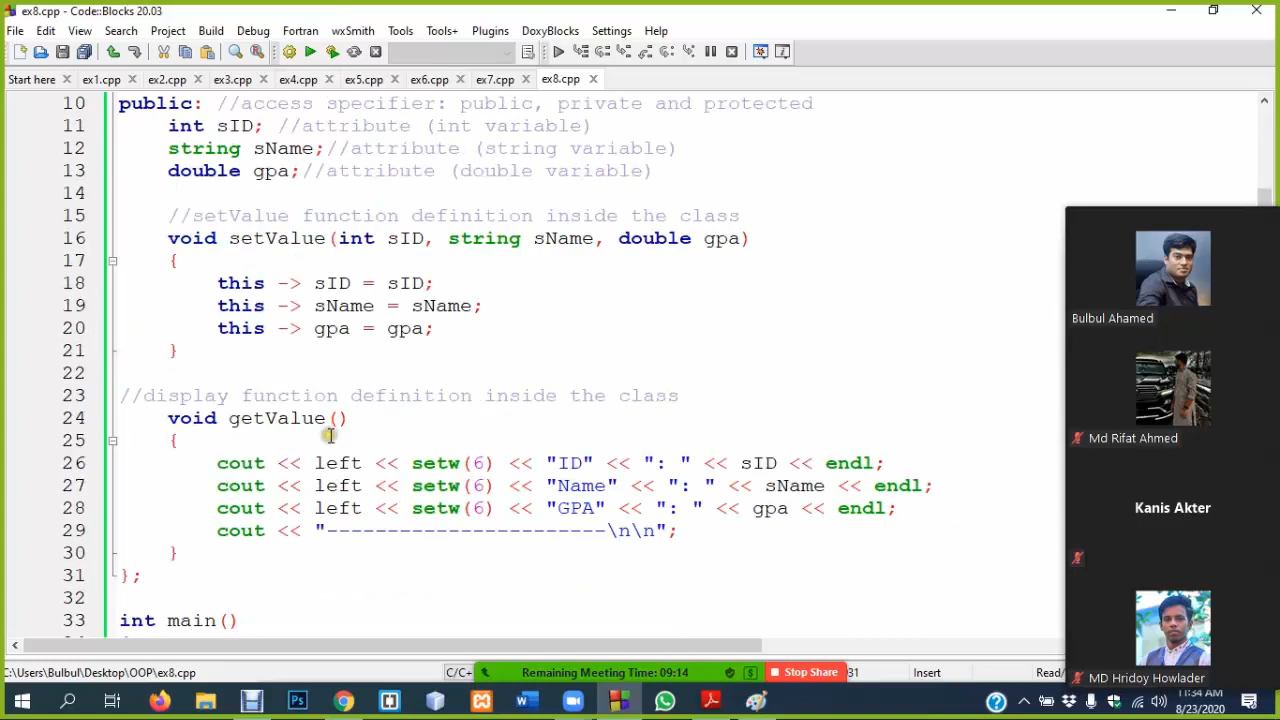 ex8.cpp - Code::Blocks 20.03
File Edit View Search Project Build Debug Fortran wxSmith Tools Tools+ Plugins DoxyBlocks Settings Help
Start here ex1.cpp ex2.cpp ex3.cpp ex4.cpp ex5.cpp ex6.cpp ex7.cpp ex8.cpp
10 public: //access specifier: public, private and protected
11 int sID; //attribute (int variable)
12 string sName;//attribute (string variable)
13 double gpa;//attribute (double variable)
14
15 //setValue function definition inside the class
16 void setValue(int sID, string sName, double gpa)
17 {
18 this -> sID = sID;
19 this -> sName = sName;
20 this -> gpa = gpa;
21 }
22
23 //display function definition inside the class
24 void getValue()
25 {
26 cout << left << setw(6) << "ID" << ": " << sID << endl;
27 cout << left << setw(6) << "Name" << ": " << sName << endl;
28 cout << left << setw(6) << "GPA" << ": " << gpa << endl;
29 cout << "------------------------\n\n";
30 }
31 };
32
33 int main()
Bulbul Ahamed
Md Rifat Ahmed
Kanis Akter
MD Hridoy Howlader
C:\Users\Bulbul\Desktop\OOP\ex8.cpp C/C+ Remaining Meeting Time: 09:14 Stop Share 31 Insert Read/
11:34 AM
8/23/2020